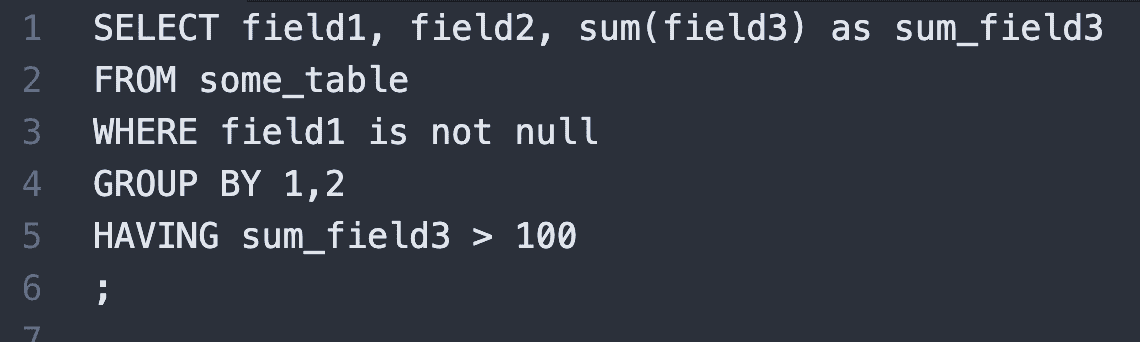 1 SELECT field1, field2, sum(field3) as sum_field3
2 FROM some_table
3 WHERE field1 is not null
4 GROUP BY 1,2
5 HAVING sum_field3 > 100
6 ;
7